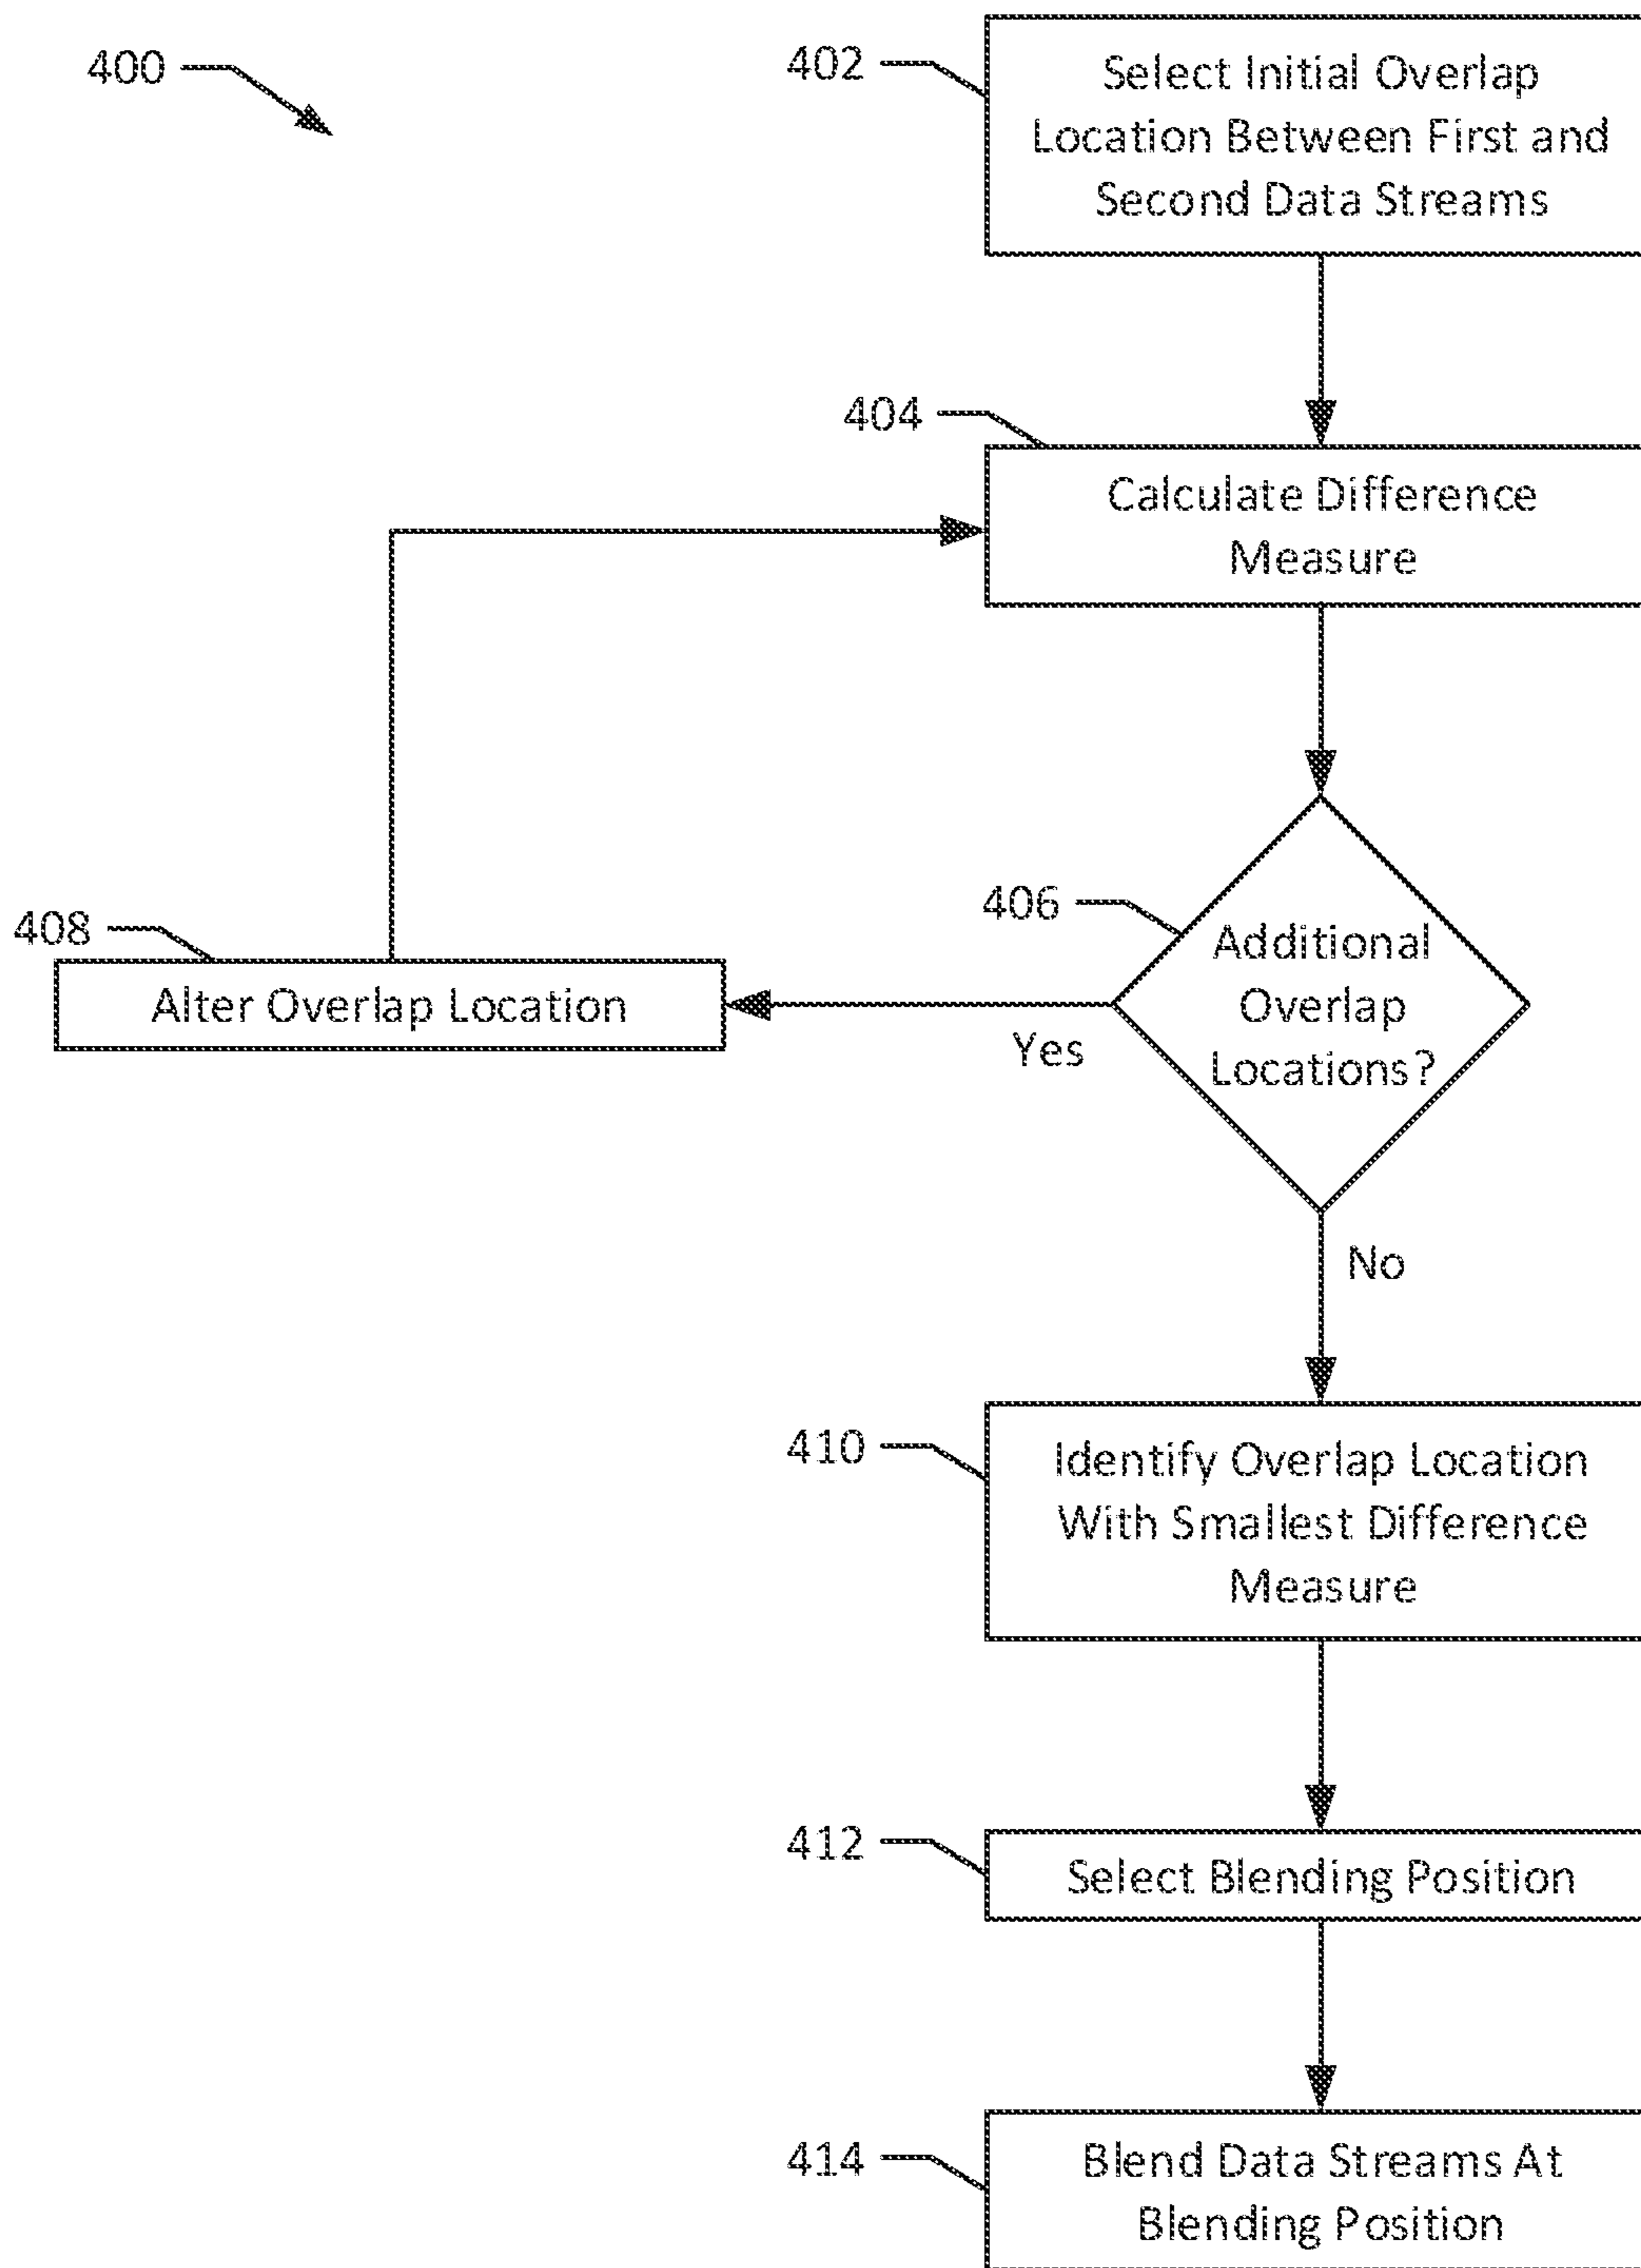 400
402
Select Initial Overlap
Location Between First and
Second Data Streams
404
Calculate Difference
Measure
406
Additional
Overlap
Locations?
408
Alter Overlap Location
Yes
No
410
Identify Overlap Location
With Smallest Difference
Measure
412
Select Blending Position
414
Blend Data Streams At
Blending Position